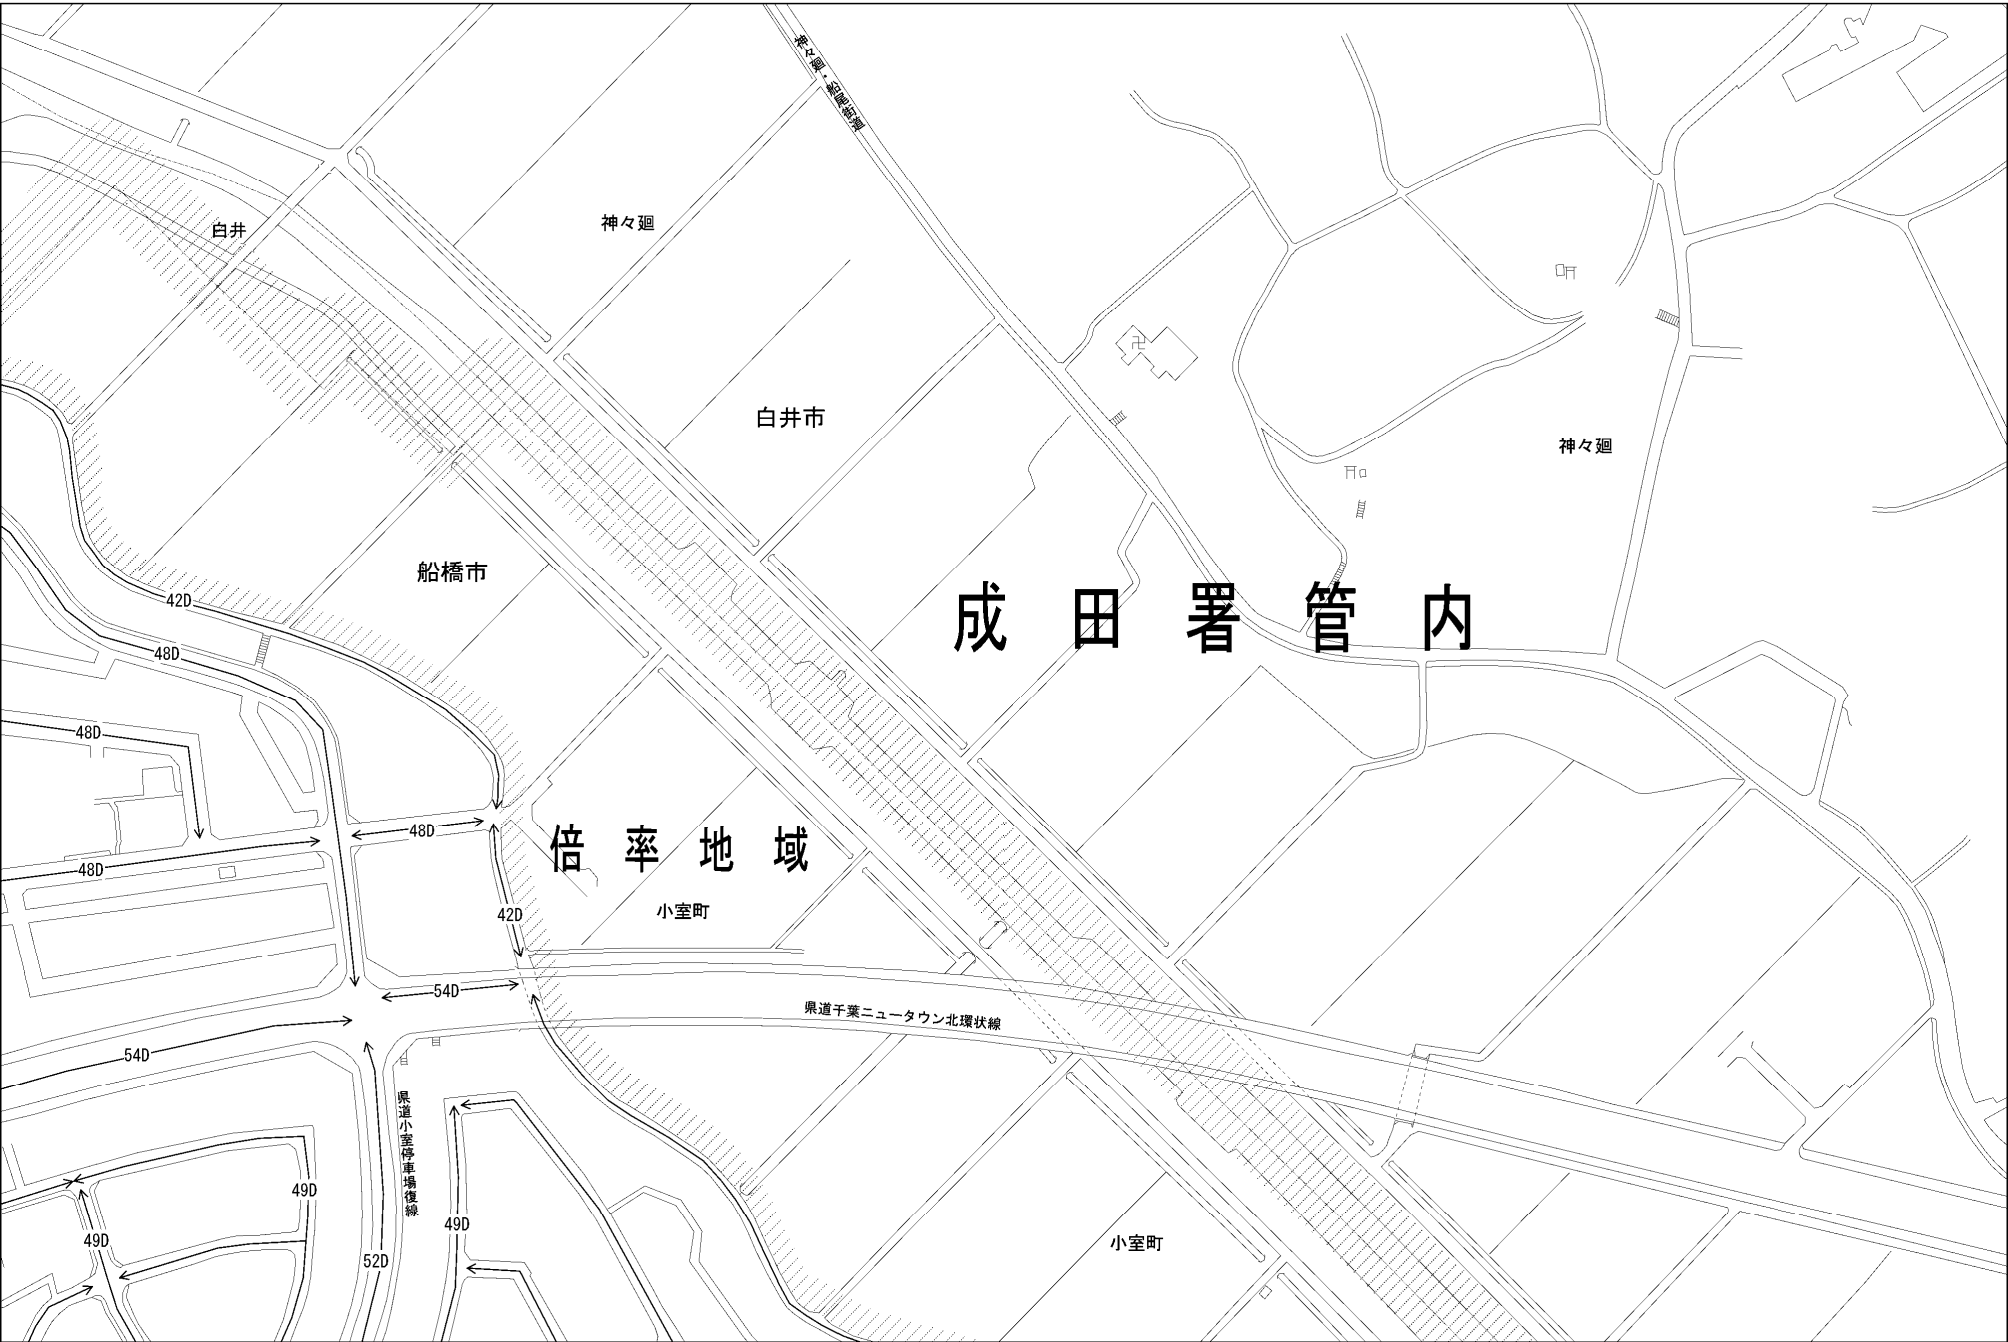 神々廻・船尾街道
白井
神々廻
白井市
神々廻
船橋市
成田署管内
42D
48D
48D
48D
48D
倍率地域
小室町
42D
54D
県道千葉ニュータウン北環状線
54D
県道小室停車場復線
49D
49D
49D
52D
小室町